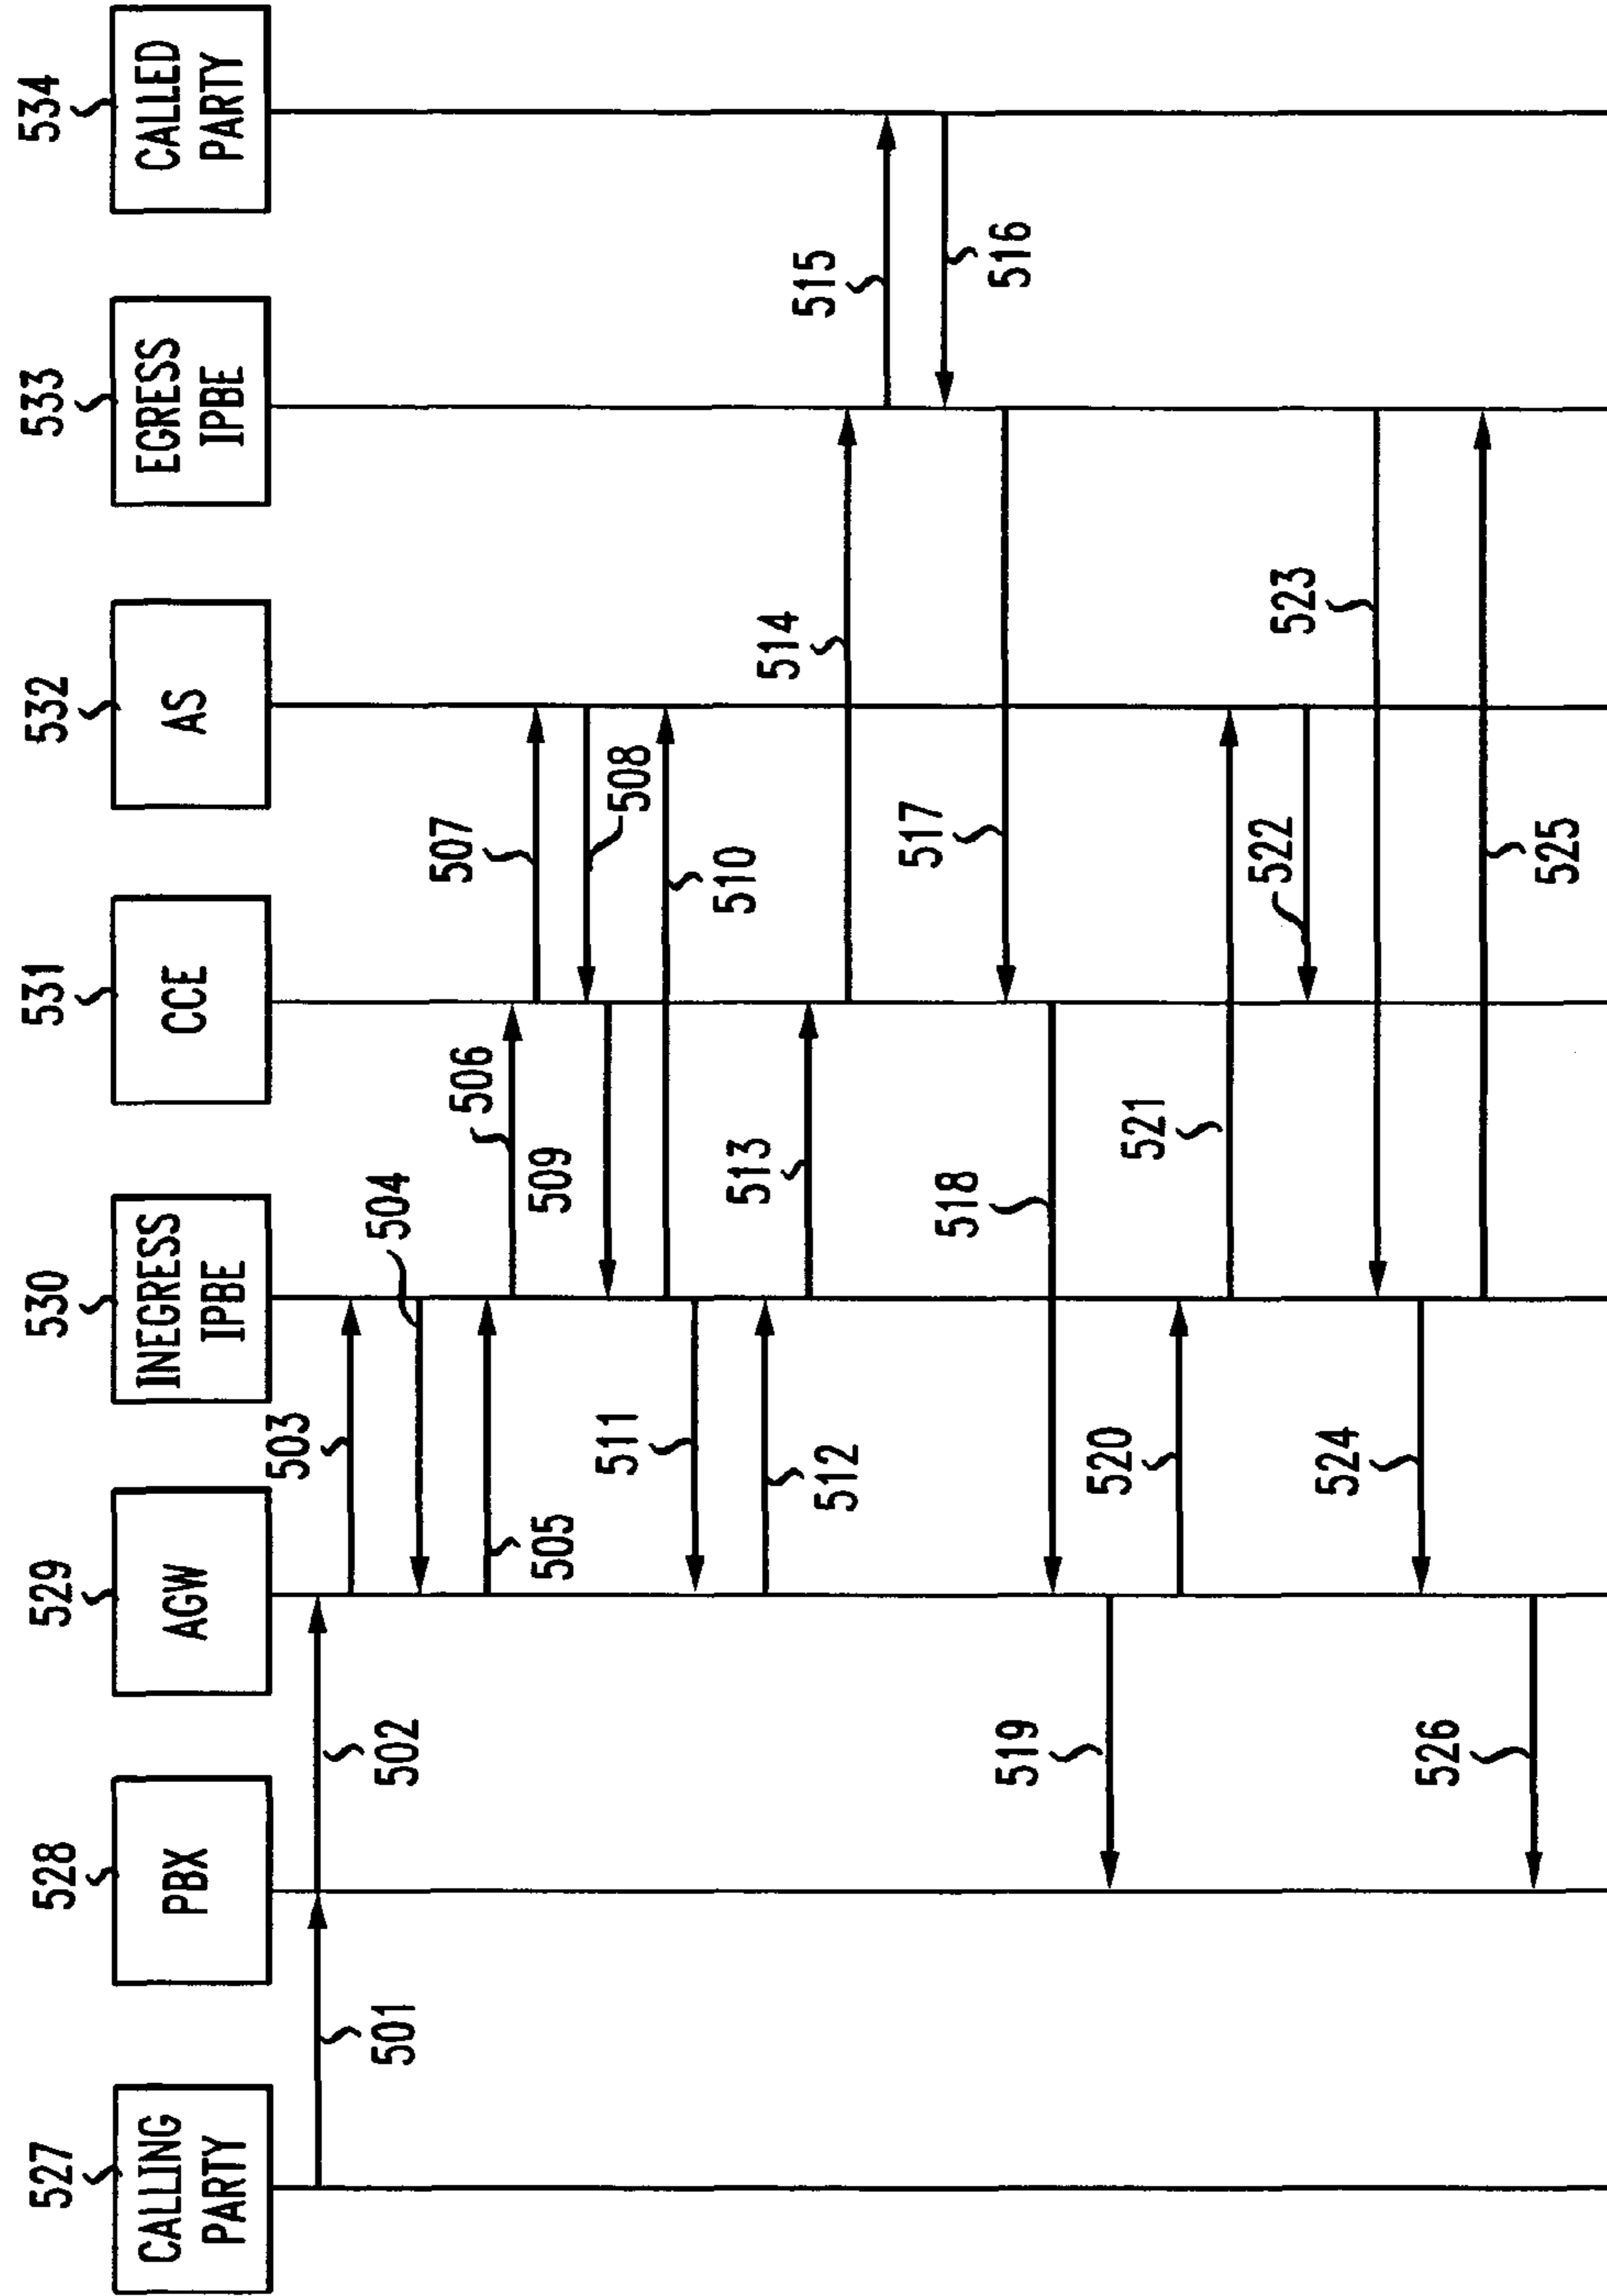 527
CALLING
PARTY
528
PBX
529
AGW
530
INEGRESS
IPBE
531
CCE
532
AS
533
EGRESS
IPBE
534
CALLED
PARTY
501
502
503
504
505
506
507
508
509
510
511
512
513
514
515
516
517
518
519
520
521
522
523
524
525
526